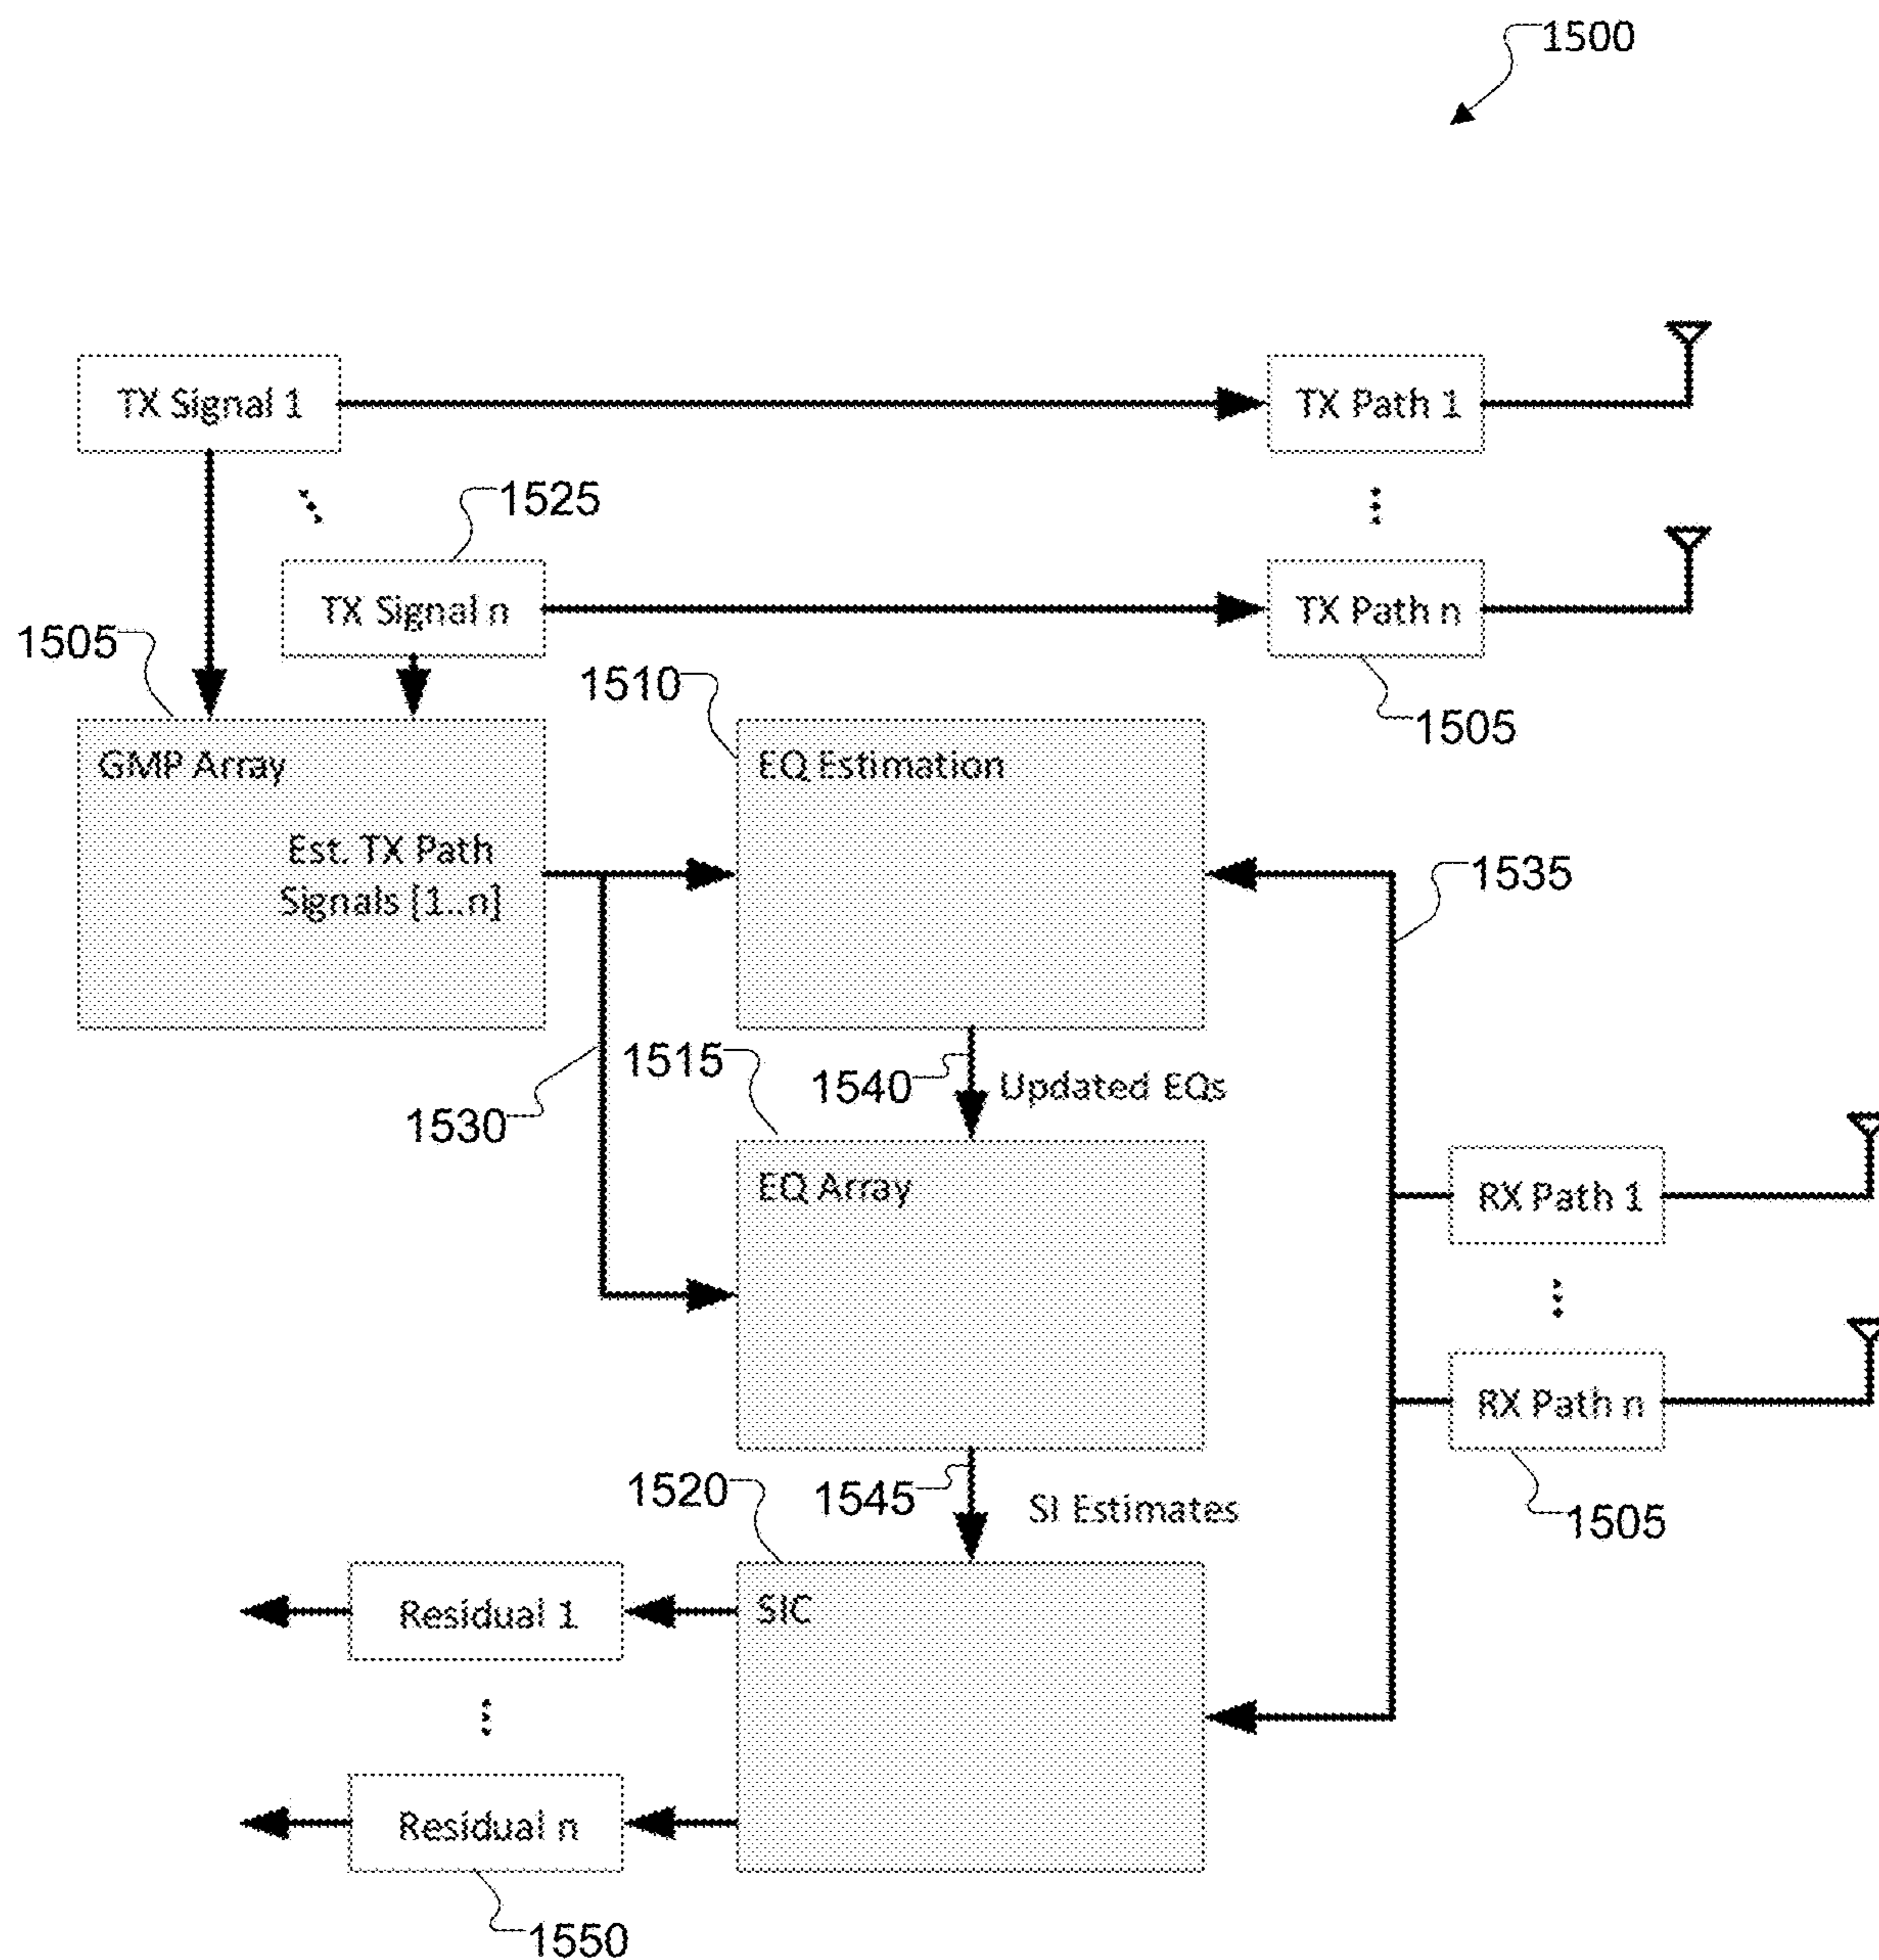 1500
TX Signal 1
TX Path 1
1525
TX Signal n
TX Path n
1505
1510
1505
GMP Array
Est. TX Path
Signals [1..n]
EQ Estimation
1535
1530
1515
1540
Updated EQs
EQ Array
RX Path 1
RX Path n
1520
1545
SI Estimates
1505
Residual 1
SIC
Residual n
1550